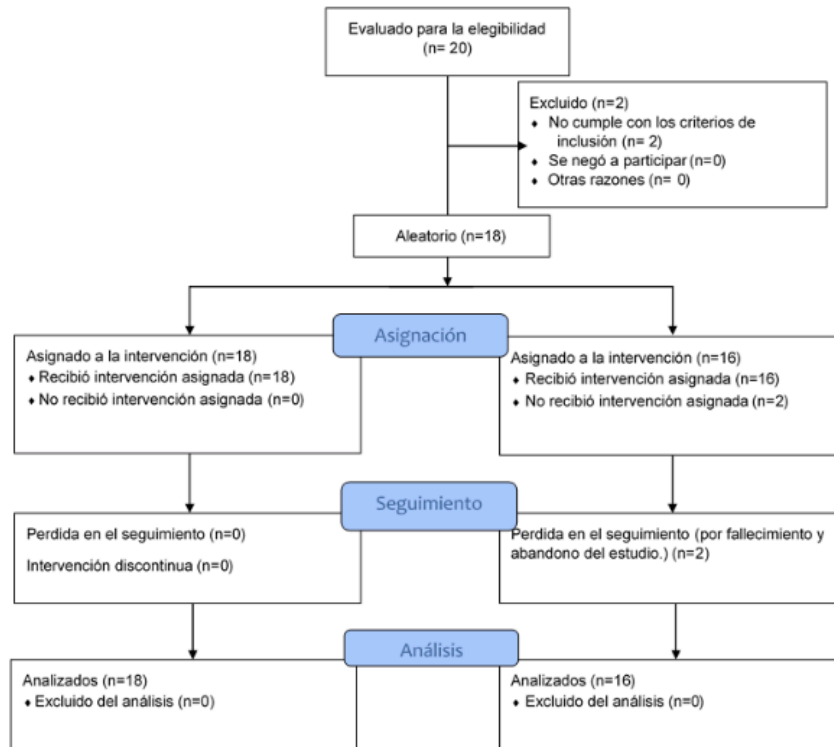 Evaluado para la elegibilidad
(n= 20)
Excluido (n=2)
♦ No cumple con los criterios de
inclusión (n= 2)
♦ Se negó a participar (n=0)
♦ Otras razones (n= 0)
Aleatorio (n=18)
Asignación
Asignado a la intervención (n=18)
♦ Recibió intervención asignada (n=18)
♦ No recibió intervención asignada (n=0)
Asignado a la intervención (n=16)
♦ Recibió intervención asignada (n=16)
♦ No recibió intervención asignada (n=2)
Seguimiento
Perdida en el seguimiento (n=0)
Intervención discontinua (n=0)
Perdida en el seguimiento (por fallecimiento y
abandono del estudio.) (n=2)
Análisis
Analizados (n=18)
♦ Excluido del análisis (n=0)
Analizados (n=16)
♦ Excluido del análisis (n=0)